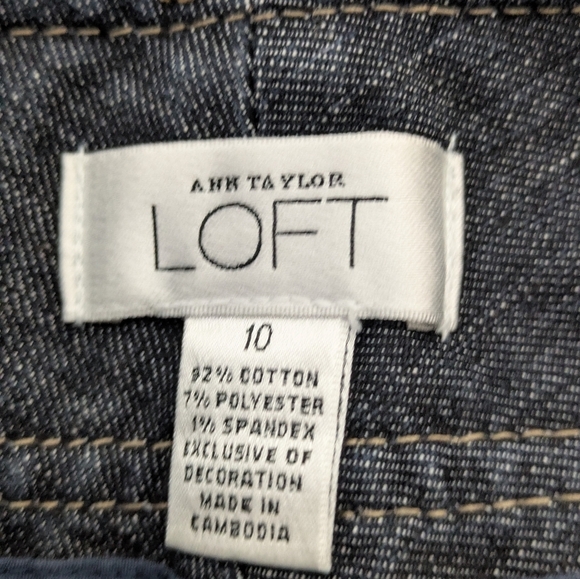 ANN TAYLOR
LOFT
10
92% COTTON
7% POLYESTER
1% SPANDEX
EXCLUSIVE OF
DECORATION
MADE IN
CAMBODIA